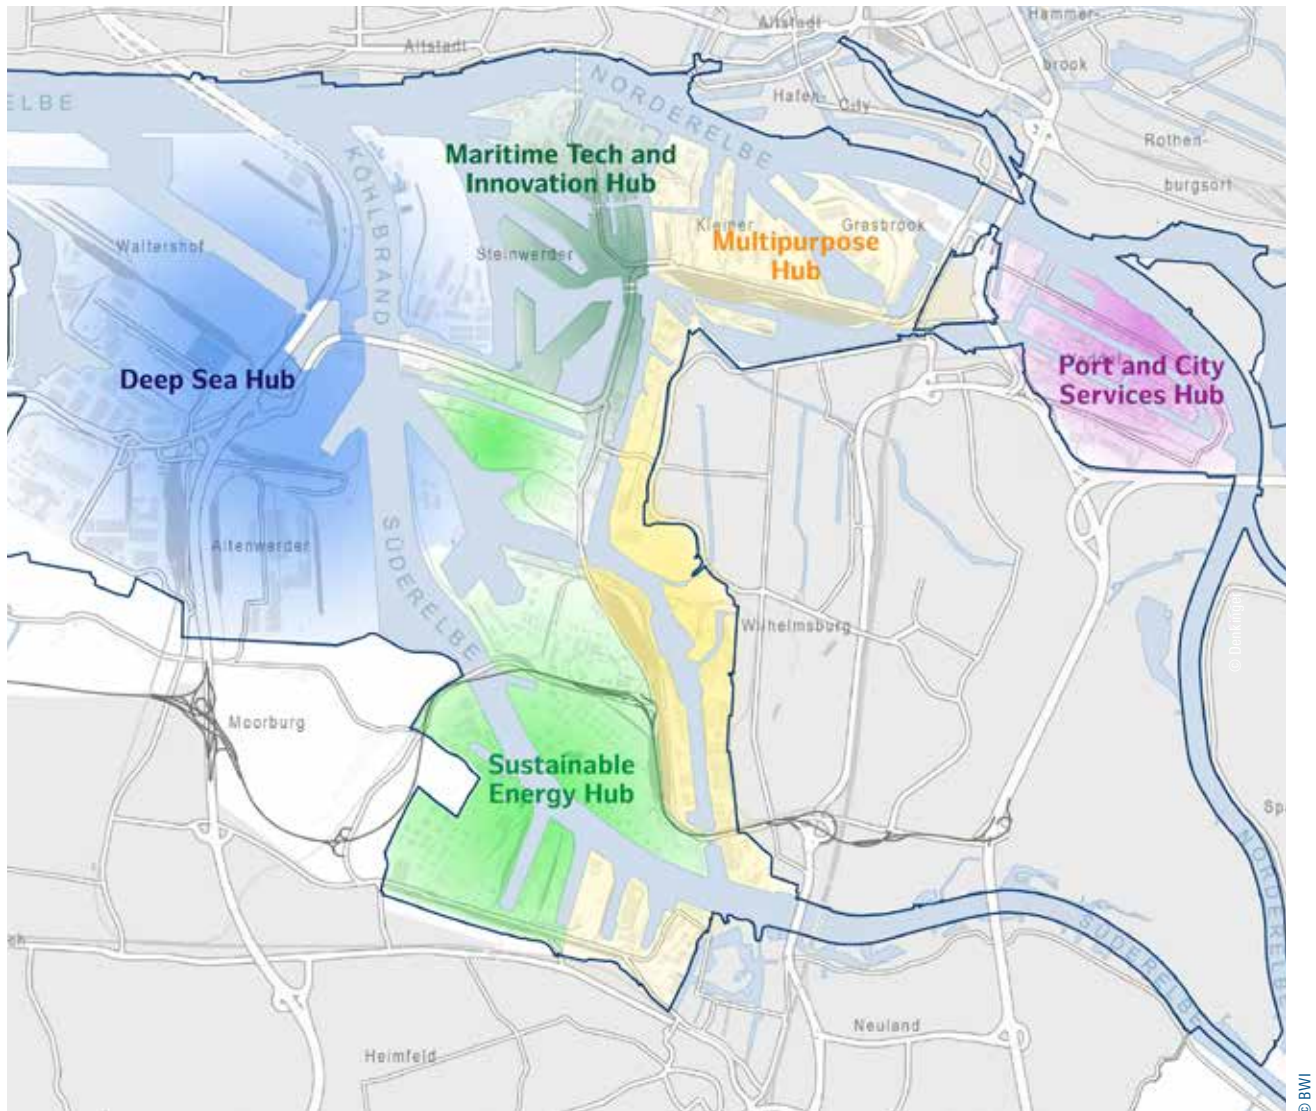 Altstadt
Hammer-
brook
Altstadt
ELBE
NORDERELBE
Hafen- City
Rothen-
burgsort
KÖHLBRAND
Maritime Tech and
Innovation Hub
Kleiner Grasbrook
Multipurpose
Hub
Waltershof
Steinwerder
Deep Sea Hub
Port and City
Services Hub
Altenwerder
SÜDERELBE
Wilhelmsburg
Moorburg
Sustainable
Energy Hub
NORDERELBE
SÜDERELBE
Neuland
Heimfeld
© BWI